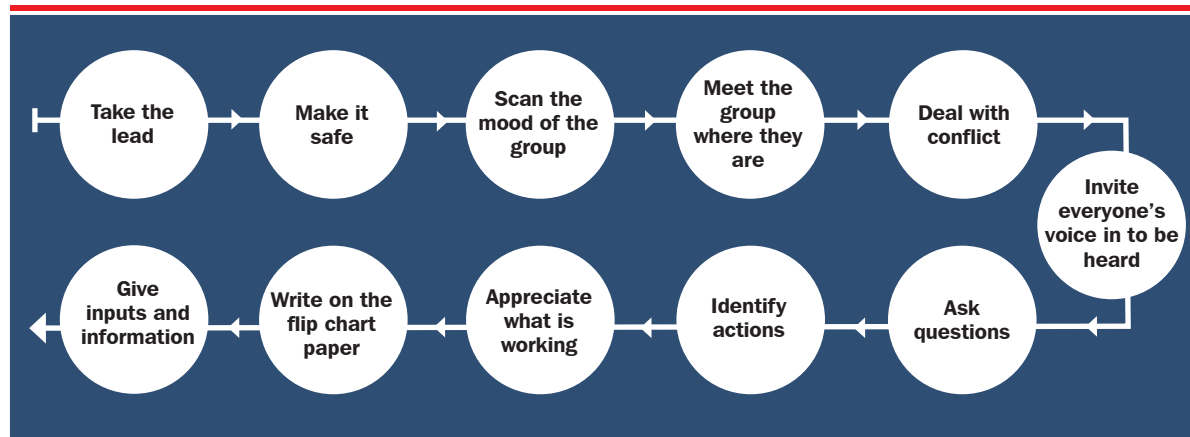 Take the
lead
Make it
safe
Scan the
mood of the
group
Meet the
group
where they
are
Deal with
conflict
Invite
everyone's
voice in to be
heard
Ask
questions
Identify
actions
Appreciate
what is
working
Write on the
flip chart
paper
Give
inputs and
information